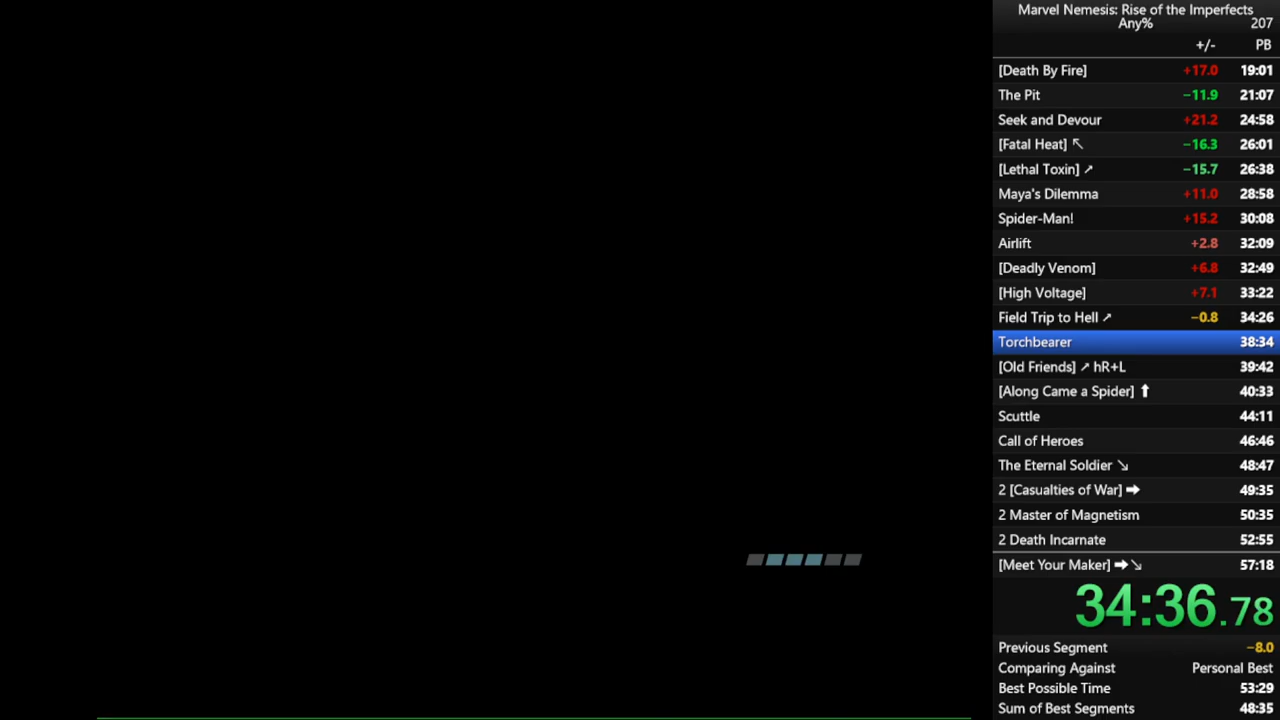 Marvel Nemesis: Rise of the Imperfects
Any% 207
+/- PB
[Death By Fire] +17.0 19:01
The Pit −11.9 21:07
Seek and Devour +21.2 24:58
[Fatal Heat] ↖ −16.3 26:01
[Lethal Toxin] ↗ −15.7 26:38
Maya's Dilemma +11.0 28:58
Spider-Man! +15.2 30:08
Airlift +2.8 32:09
[Deadly Venom] +6.8 32:49
[High Voltage] +7.1 33:22
Field Trip to Hell ↗ −0.8 34:26
Torchbearer 38:34
[Old Friends] ↗ hR+L 39:42
[Along Came a Spider] ⬆ 40:33
Scuttle 44:11
Call of Heroes 46:46
The Eternal Soldier ↘ 48:47
2 [Casualties of War] ➡ 49:35
2 Master of Magnetism 50:35
2 Death Incarnate 52:55
[Meet Your Maker] ➡↘ 57:18
34:36.78
Previous Segment −8.0
Comparing Against Personal Best
Best Possible Time 53:29
Sum of Best Segments 48:35